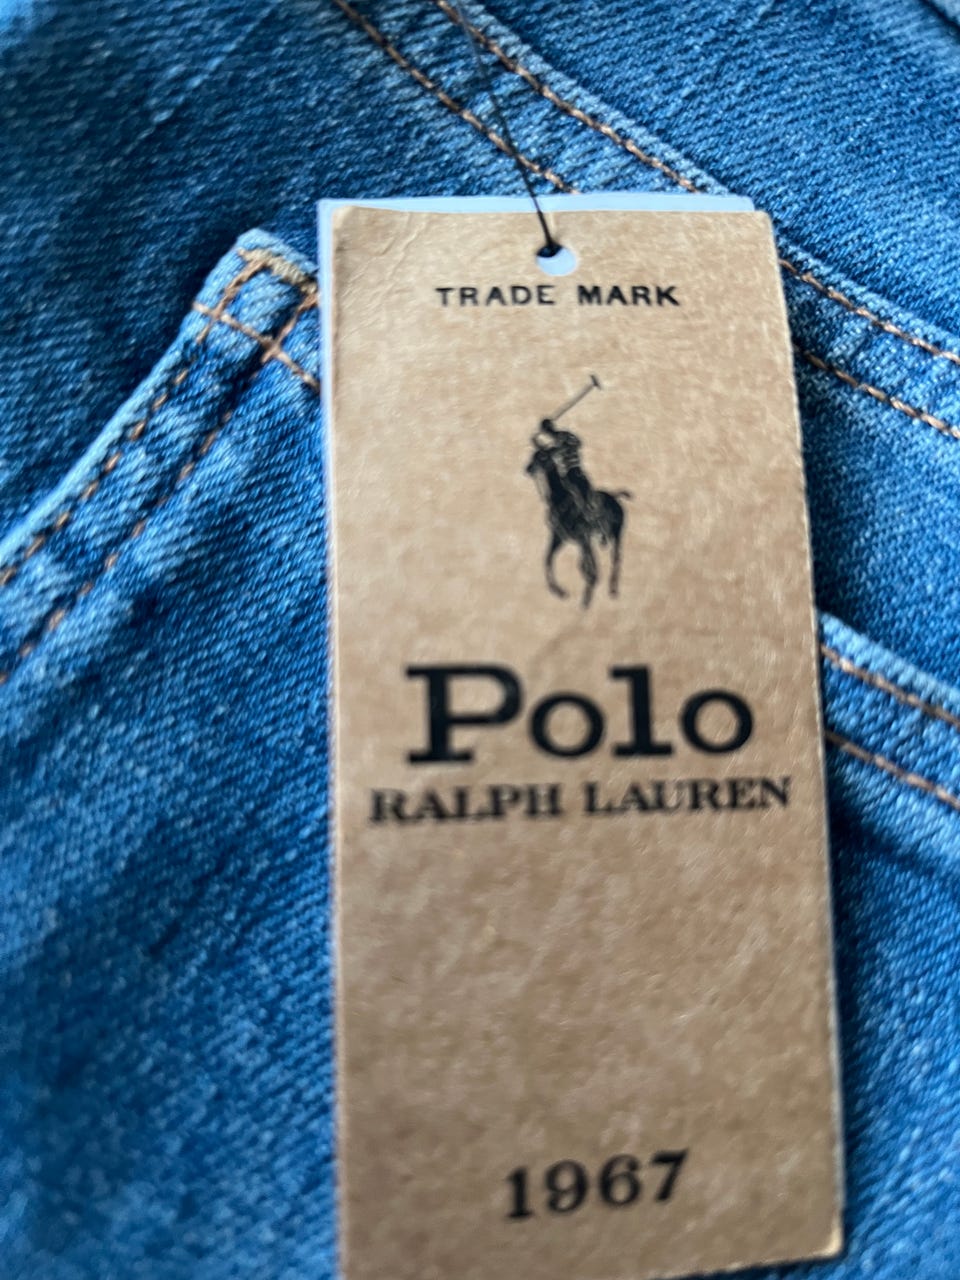 TRADE MARK
Polo
RALPH LAUREN
1967